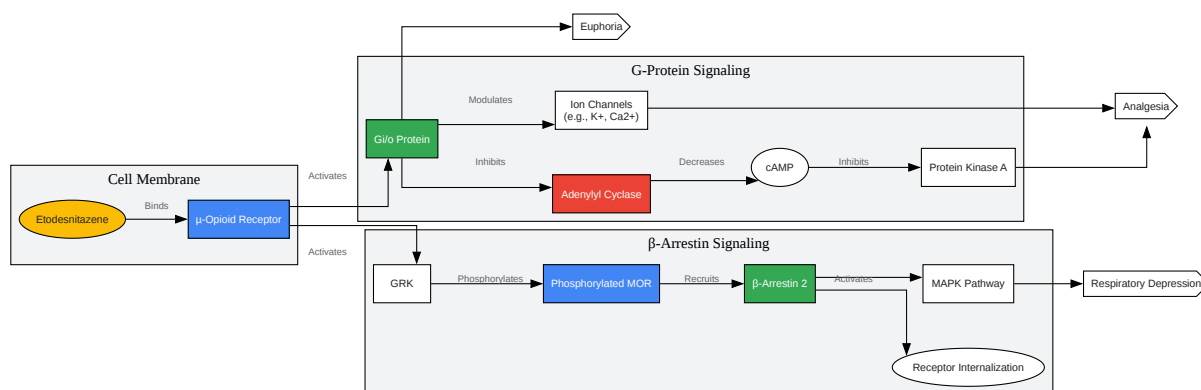 Euphoria
G-Protein Signaling
Modulates
Ion Channels
(e.g., K+, Ca2+)
Analgesia
Gi/o Protein
Inhibits
Decreases
cAMP
Inhibits
Protein Kinase A
Adenylyl Cyclase
Cell Membrane
Activates
Etodesnitazene
Binds
µ-Opioid Receptor
Activates
β-Arrestin Signaling
GRK
Phosphorylates
Phosphorylated MOR
Recruits
β-Arrestin 2
Activates
MAPK Pathway
Respiratory Depression
Receptor Internalization